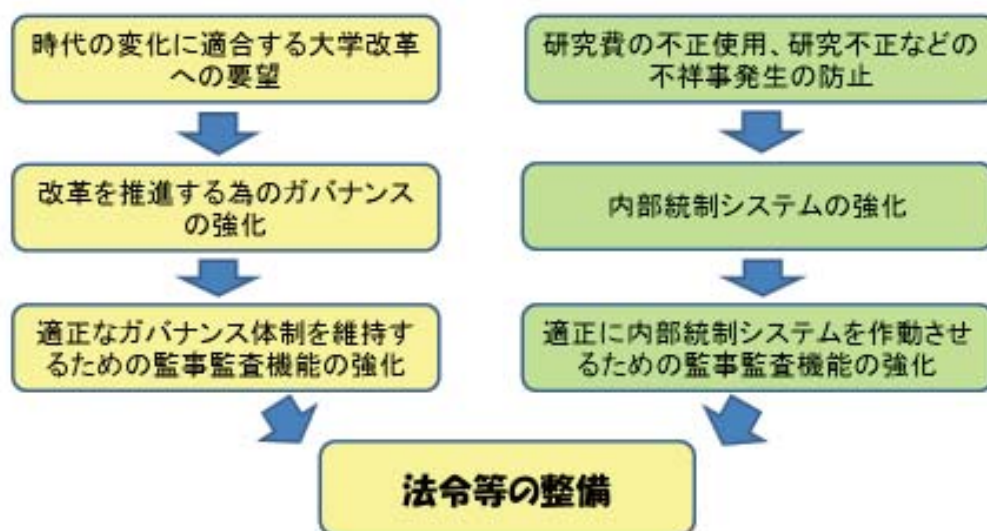 時代の変化に適合する大学改革
への要望
改革を推進する為のガバナンス
の強化
適正なガバナンス体制を維持す
るための監事監査機能の強化
研究費の不正使用、研究不正などの
不祥事発生の防止
内部統制システムの強化
適正に内部統制システムを作動させ
るための監事監査機能の強化
法令等の整備